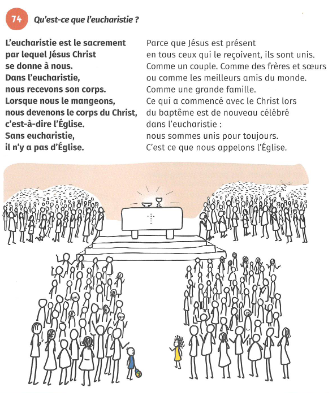 74 Qu'est-ce que l'eucharistie ?
L'eucharistie est le sacrement
par lequel Jésus Christ
se donne à nous.
Dans l'eucharistie,
nous recevons son corps.
Lorsque nous le mangeons,
nous devenons le corps du Christ,
c'est-à-dire l'Église.
Sans eucharistie,
il n'y a pas d'Église.
Parce que Jésus est présent
en tous ceux qui le reçoivent, ils sont unis.
Comme un couple. Comme des frères et sœurs
ou comme les meilleurs amis du monde.
Comme une grande famille.
Ce qui a commencé avec le Christ lors
du baptême est de nouveau célébré
dans l'eucharistie :
nous sommes unis pour toujours.
C'est ce que nous appelons l'Église.